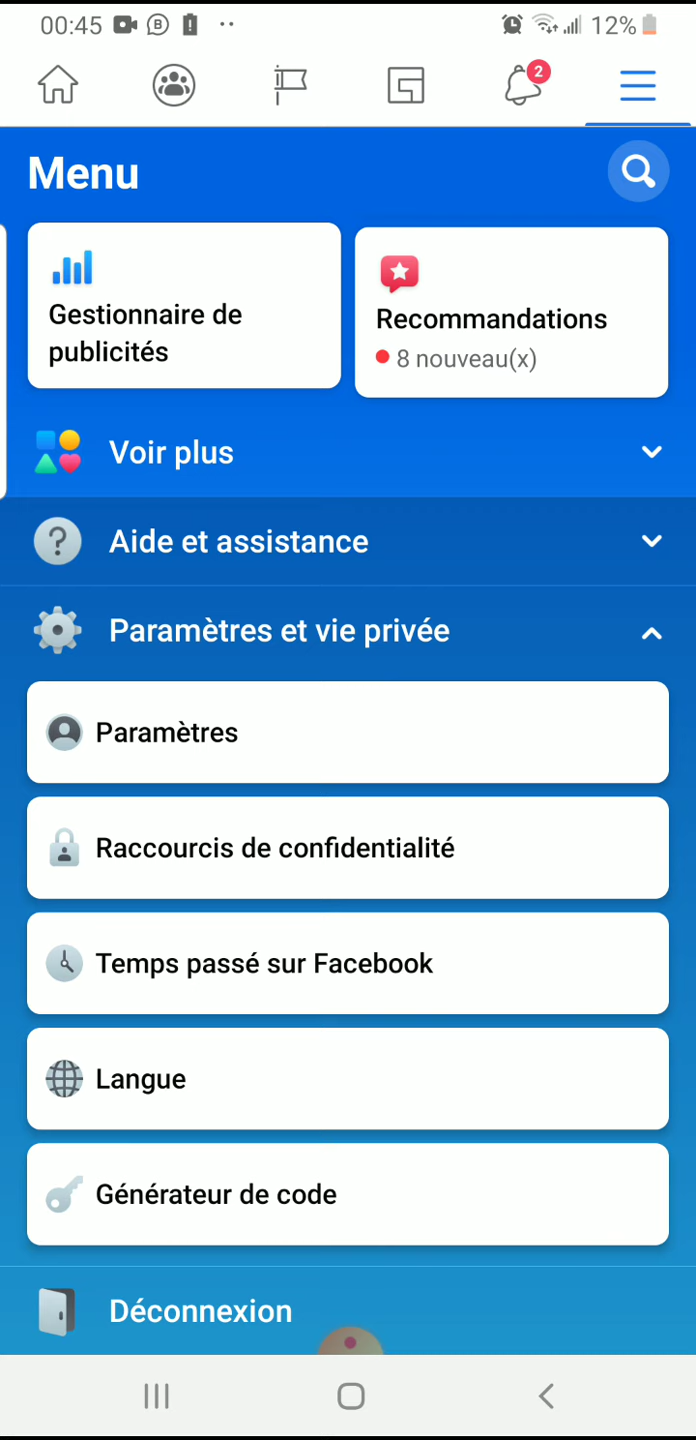 00:45
12%
2
Menu
Gestionnaire de
publicités
Recommandations
8 nouveau(x)
Voir plus
Aide et assistance
Paramètres et vie privée
Paramètres
Raccourcis de confidentialité
Temps passé sur Facebook
Langue
Générateur de code
Déconnexion